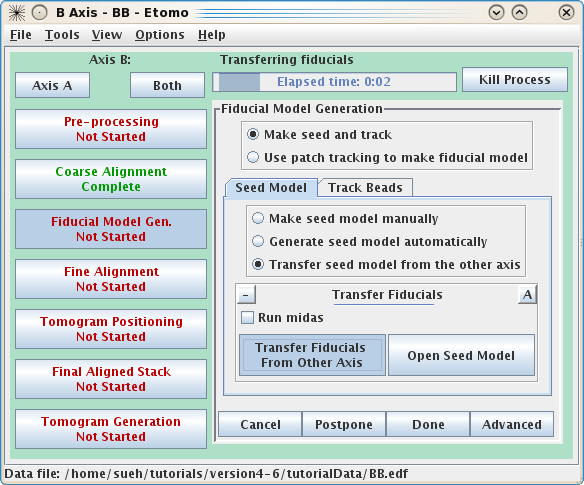 B Axis - BB - Etomo
File Tools View Options Help
Axis B:
Transferring fiducials
Axis A
Both
Elapsed time: 0:02
Kill Process
Pre-processing
Not Started
Coarse Alignment
Complete
Fiducial Model Gen.
Not Started
Fine Alignment
Not Started
Tomogram Positioning
Not Started
Final Aligned Stack
Not Started
Tomogram Generation
Not Started
Fiducial Model Generation
Make seed and track
Use patch tracking to make fiducial model
Seed Model
Track Beads
Make seed model manually
Generate seed model automatically
Transfer seed model from the other axis
- Transfer Fiducials A
Run midas
Transfer Fiducials
From Other Axis
Open Seed Model
Cancel
Postpone
Done
Advanced
Data file: /home/sueh/tutorials/version4-6/tutorialData/BB.edf